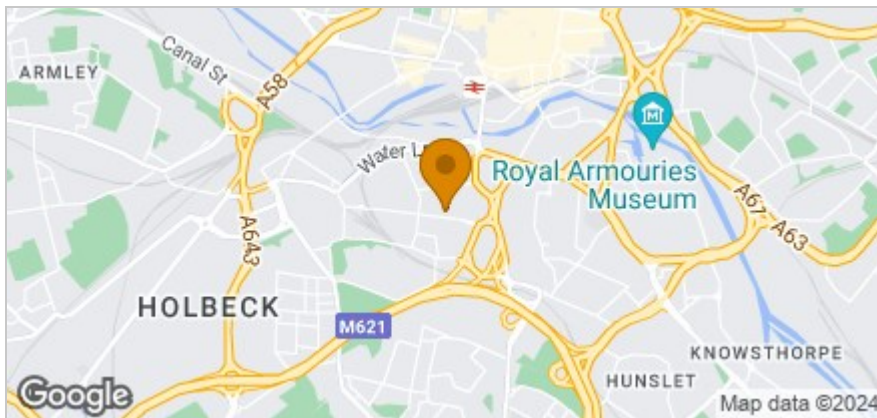 Canal St
ARMLEY
A58
Water L
Royal Armouries
Museum
A643
A67
A63
HOLBECK
M621
KNOWSTHORPE
HUNSLET
Google
Map data ©2024